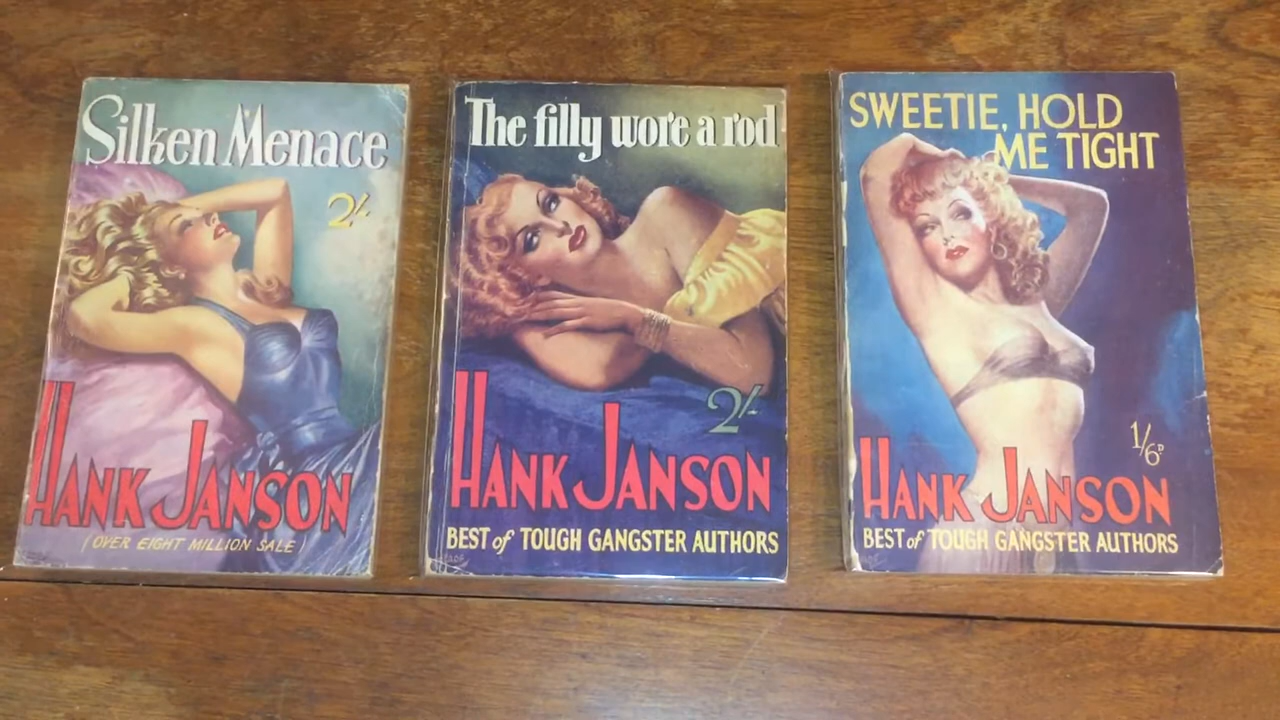 Silken Menace
2/-
HANK JANSON
(OVER EIGHT MILLION SALE)
The filly wore a rod
2/-
HANK JANSON
BEST of TOUGH GANGSTER AUTHORS
SWEETIE, HOLD
ME TIGHT
1/6D
HANK JANSON
BEST of TOUGH GANGSTER AUTHORS